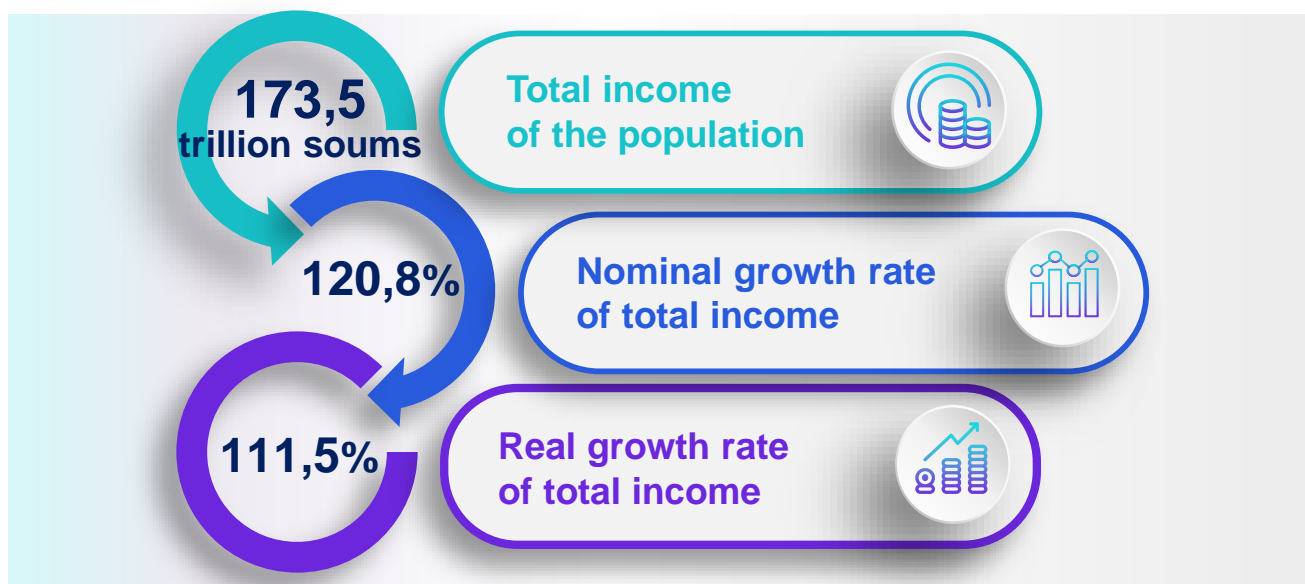 173,5
trillion soums
Total income
of the population
120,8%
Nominal growth rate
of total income
111,5%
Real growth rate
of total income